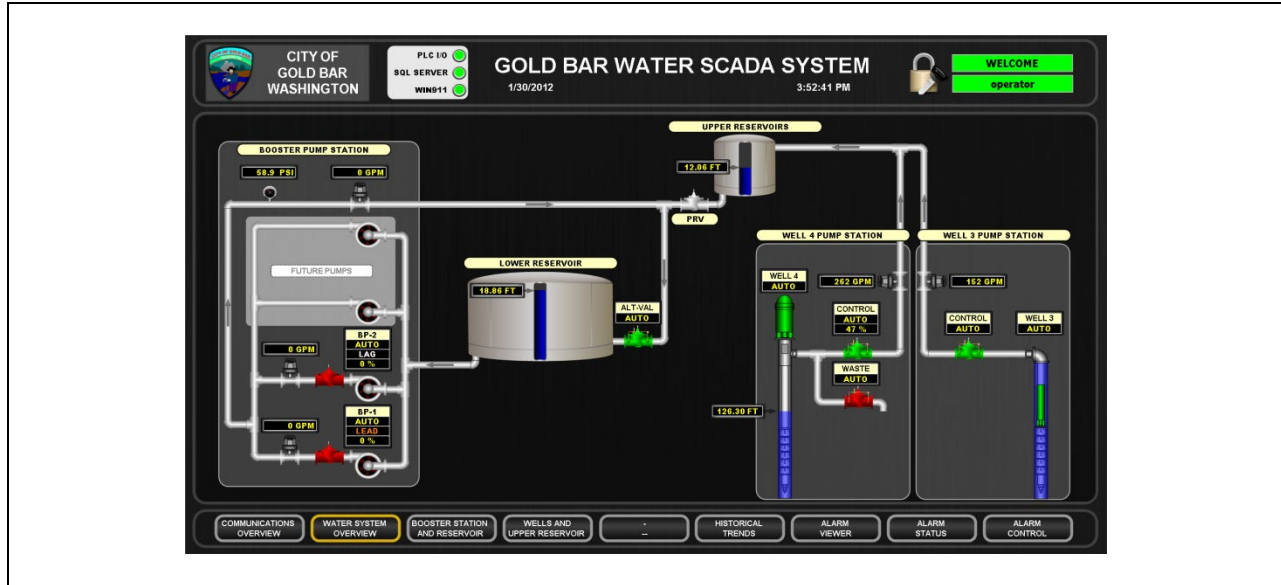 CITY OF GOLD BAR
CITY OF
GOLD BAR
WASHINGTON
PLC I/O
SQL SERVER
WIN911
GOLD BAR WATER SCADA SYSTEM
1/30/2012
3:52:41 PM
WELCOME
operator
BOOSTER PUMP STATION
58.9 PSI
0 GPM
FUTURE PUMPS
0 GPM
BP-2
AUTO
LAG
0 %
0 GPM
BP-1
AUTO
LEAD
0 %
LOWER RESERVOIR
18.86 FT
ALT-VAL
AUTO
UPPER RESERVOIRS
12.06 FT
PRV
WELL 4 PUMP STATION
WELL 4
AUTO
262 GPM
CONTROL
AUTO
47 %
WASTE
AUTO
126.30 FT
WELL 3 PUMP STATION
152 GPM
CONTROL
AUTO
WELL 3
AUTO
COMMUNICATIONS
OVERVIEW
WATER SYSTEM
OVERVIEW
BOOSTER STATION
AND RESERVOIR
WELLS AND
UPPER RESERVOIR
-
--
HISTORICAL
TRENDS
ALARM
VIEWER
ALARM
STATUS
ALARM
CONTROL